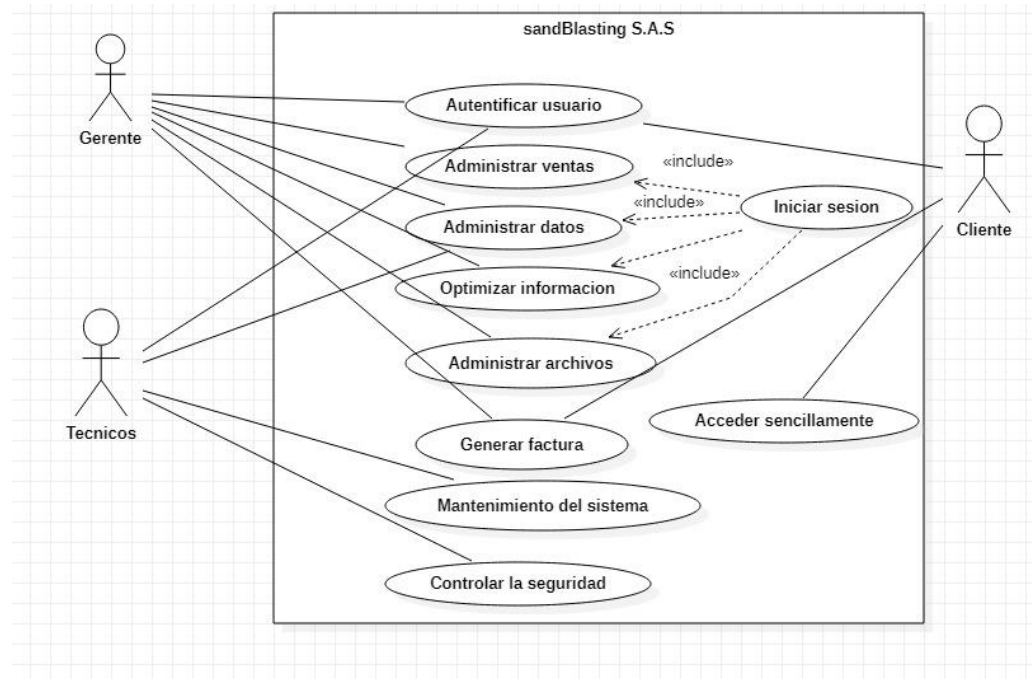 sandBlasting S.A.S
Gerente
Autentificar usuario
Administrar ventas
«include»
Iniciar sesion
«include»
Cliente
Administrar datos
Optimizar informacion
«include»
Administrar archivos
Tecnicos
Acceder sencillamente
Generar factura
Mantenimiento del sistema
Controlar la seguridad